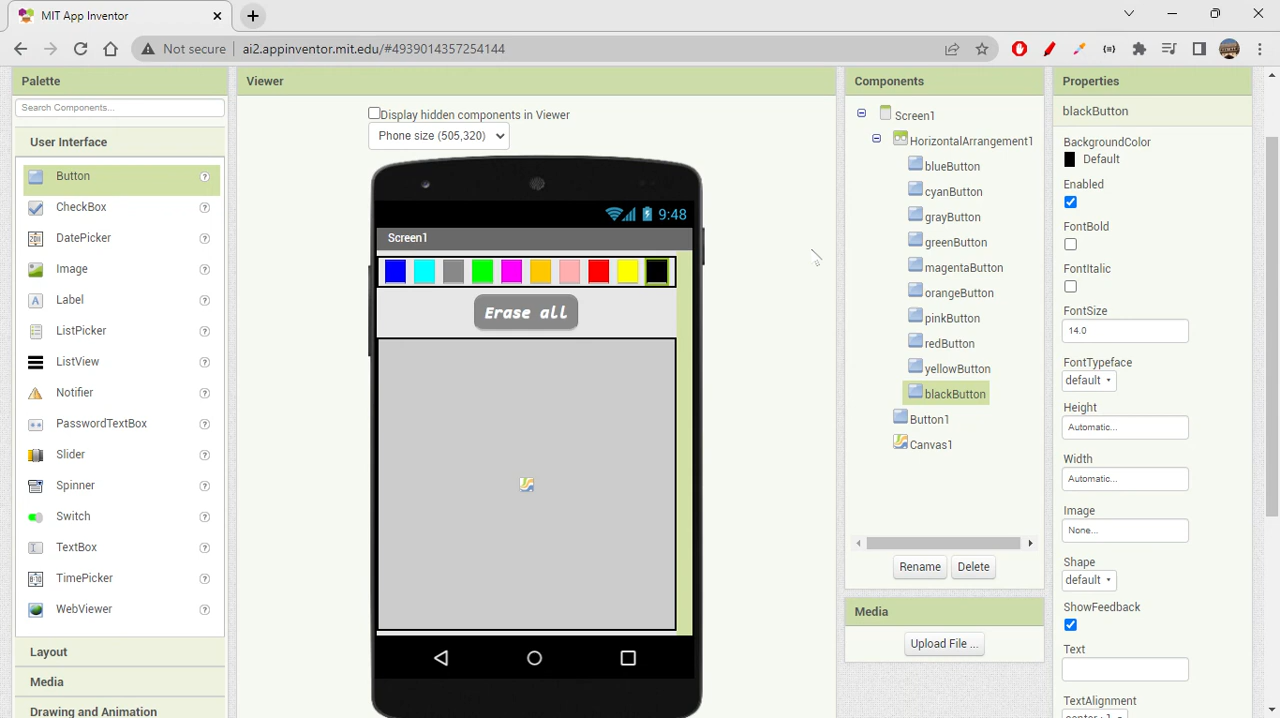 MIT App Inventor
Not secure
ai2.appinventor.mit.edu/#4939014357254144
Palette
Search Components...
User Interface
Button
CheckBox
DatePicker
Image
Label
ListPicker
ListView
Notifier
PasswordTextBox
Slider
Spinner
Switch
TextBox
TimePicker
WebViewer
Layout
Media
Drawing and Animation
Viewer
Display hidden components in Viewer
Phone size (505,320)
9:48
Screen1
Erase all
Components
Screen1
HorizontalArrangement1
blueButton
cyanButton
grayButton
greenButton
magentaButton
orangeButton
pinkButton
redButton
yellowButton
blackButton
Button1
Canvas1
Rename
Delete
Media
Upload File ...
Properties
blackButton
BackgroundColor
Default
Enabled
FontBold
FontItalic
FontSize
14.0
FontTypeface
default
Height
Automatic...
Width
Automatic...
Image
None...
Shape
default
ShowFeedback
Text
TextAlignment
center : 1